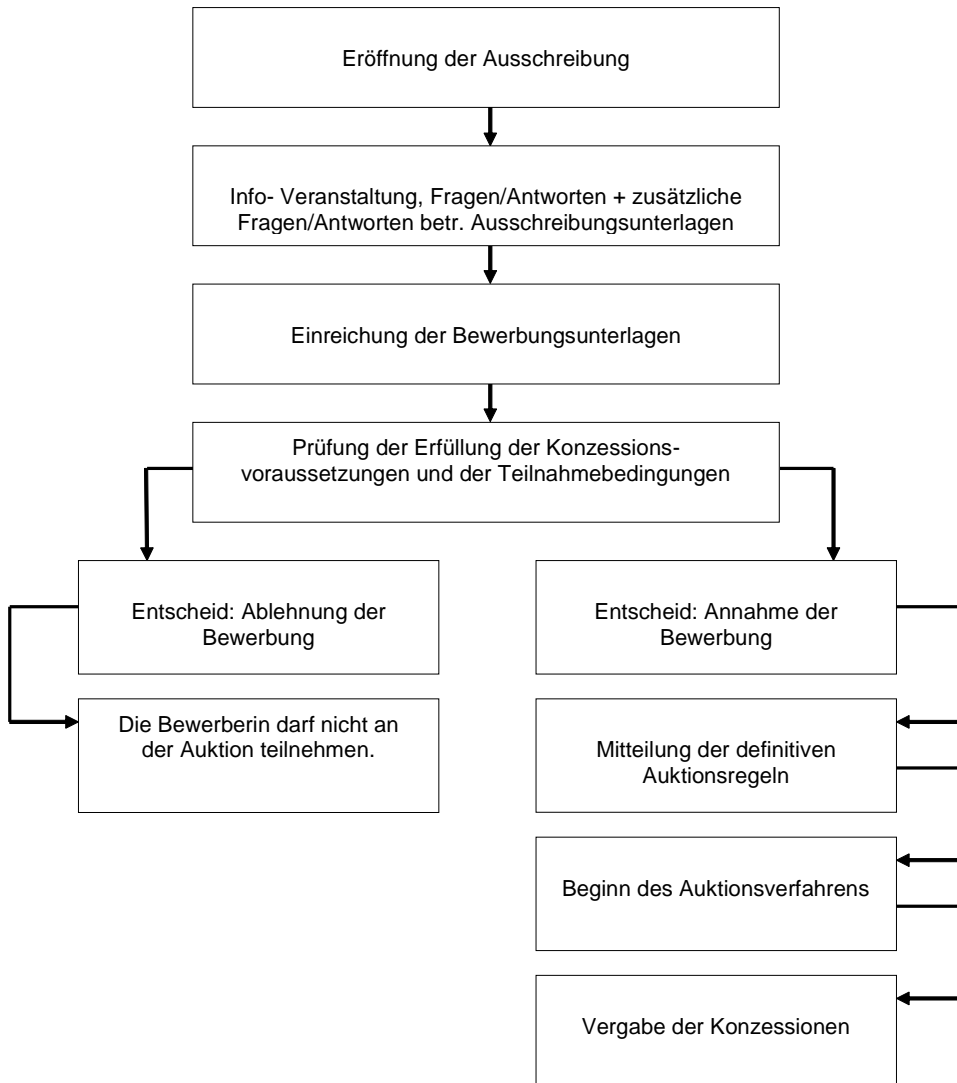 Eröffnung der Ausschreibung
Info- Veranstaltung, Fragen/Antworten + zusätzliche
Fragen/Antworten betr. Ausschreibungsunterlagen
Einreichung der Bewerbungsunterlagen
Prüfung der Erfüllung der Konzessions-
voraussetzungen und der Teilnahmebedingungen
Entscheid: Ablehnung der
Bewerbung
Entscheid: Annahme der
Bewerbung
Die Bewerberin darf nicht an
der Auktion teilnehmen.
Mitteilung der definitiven
Auktionsregeln
Beginn des Auktionsverfahrens
Vergabe der Konzessionen